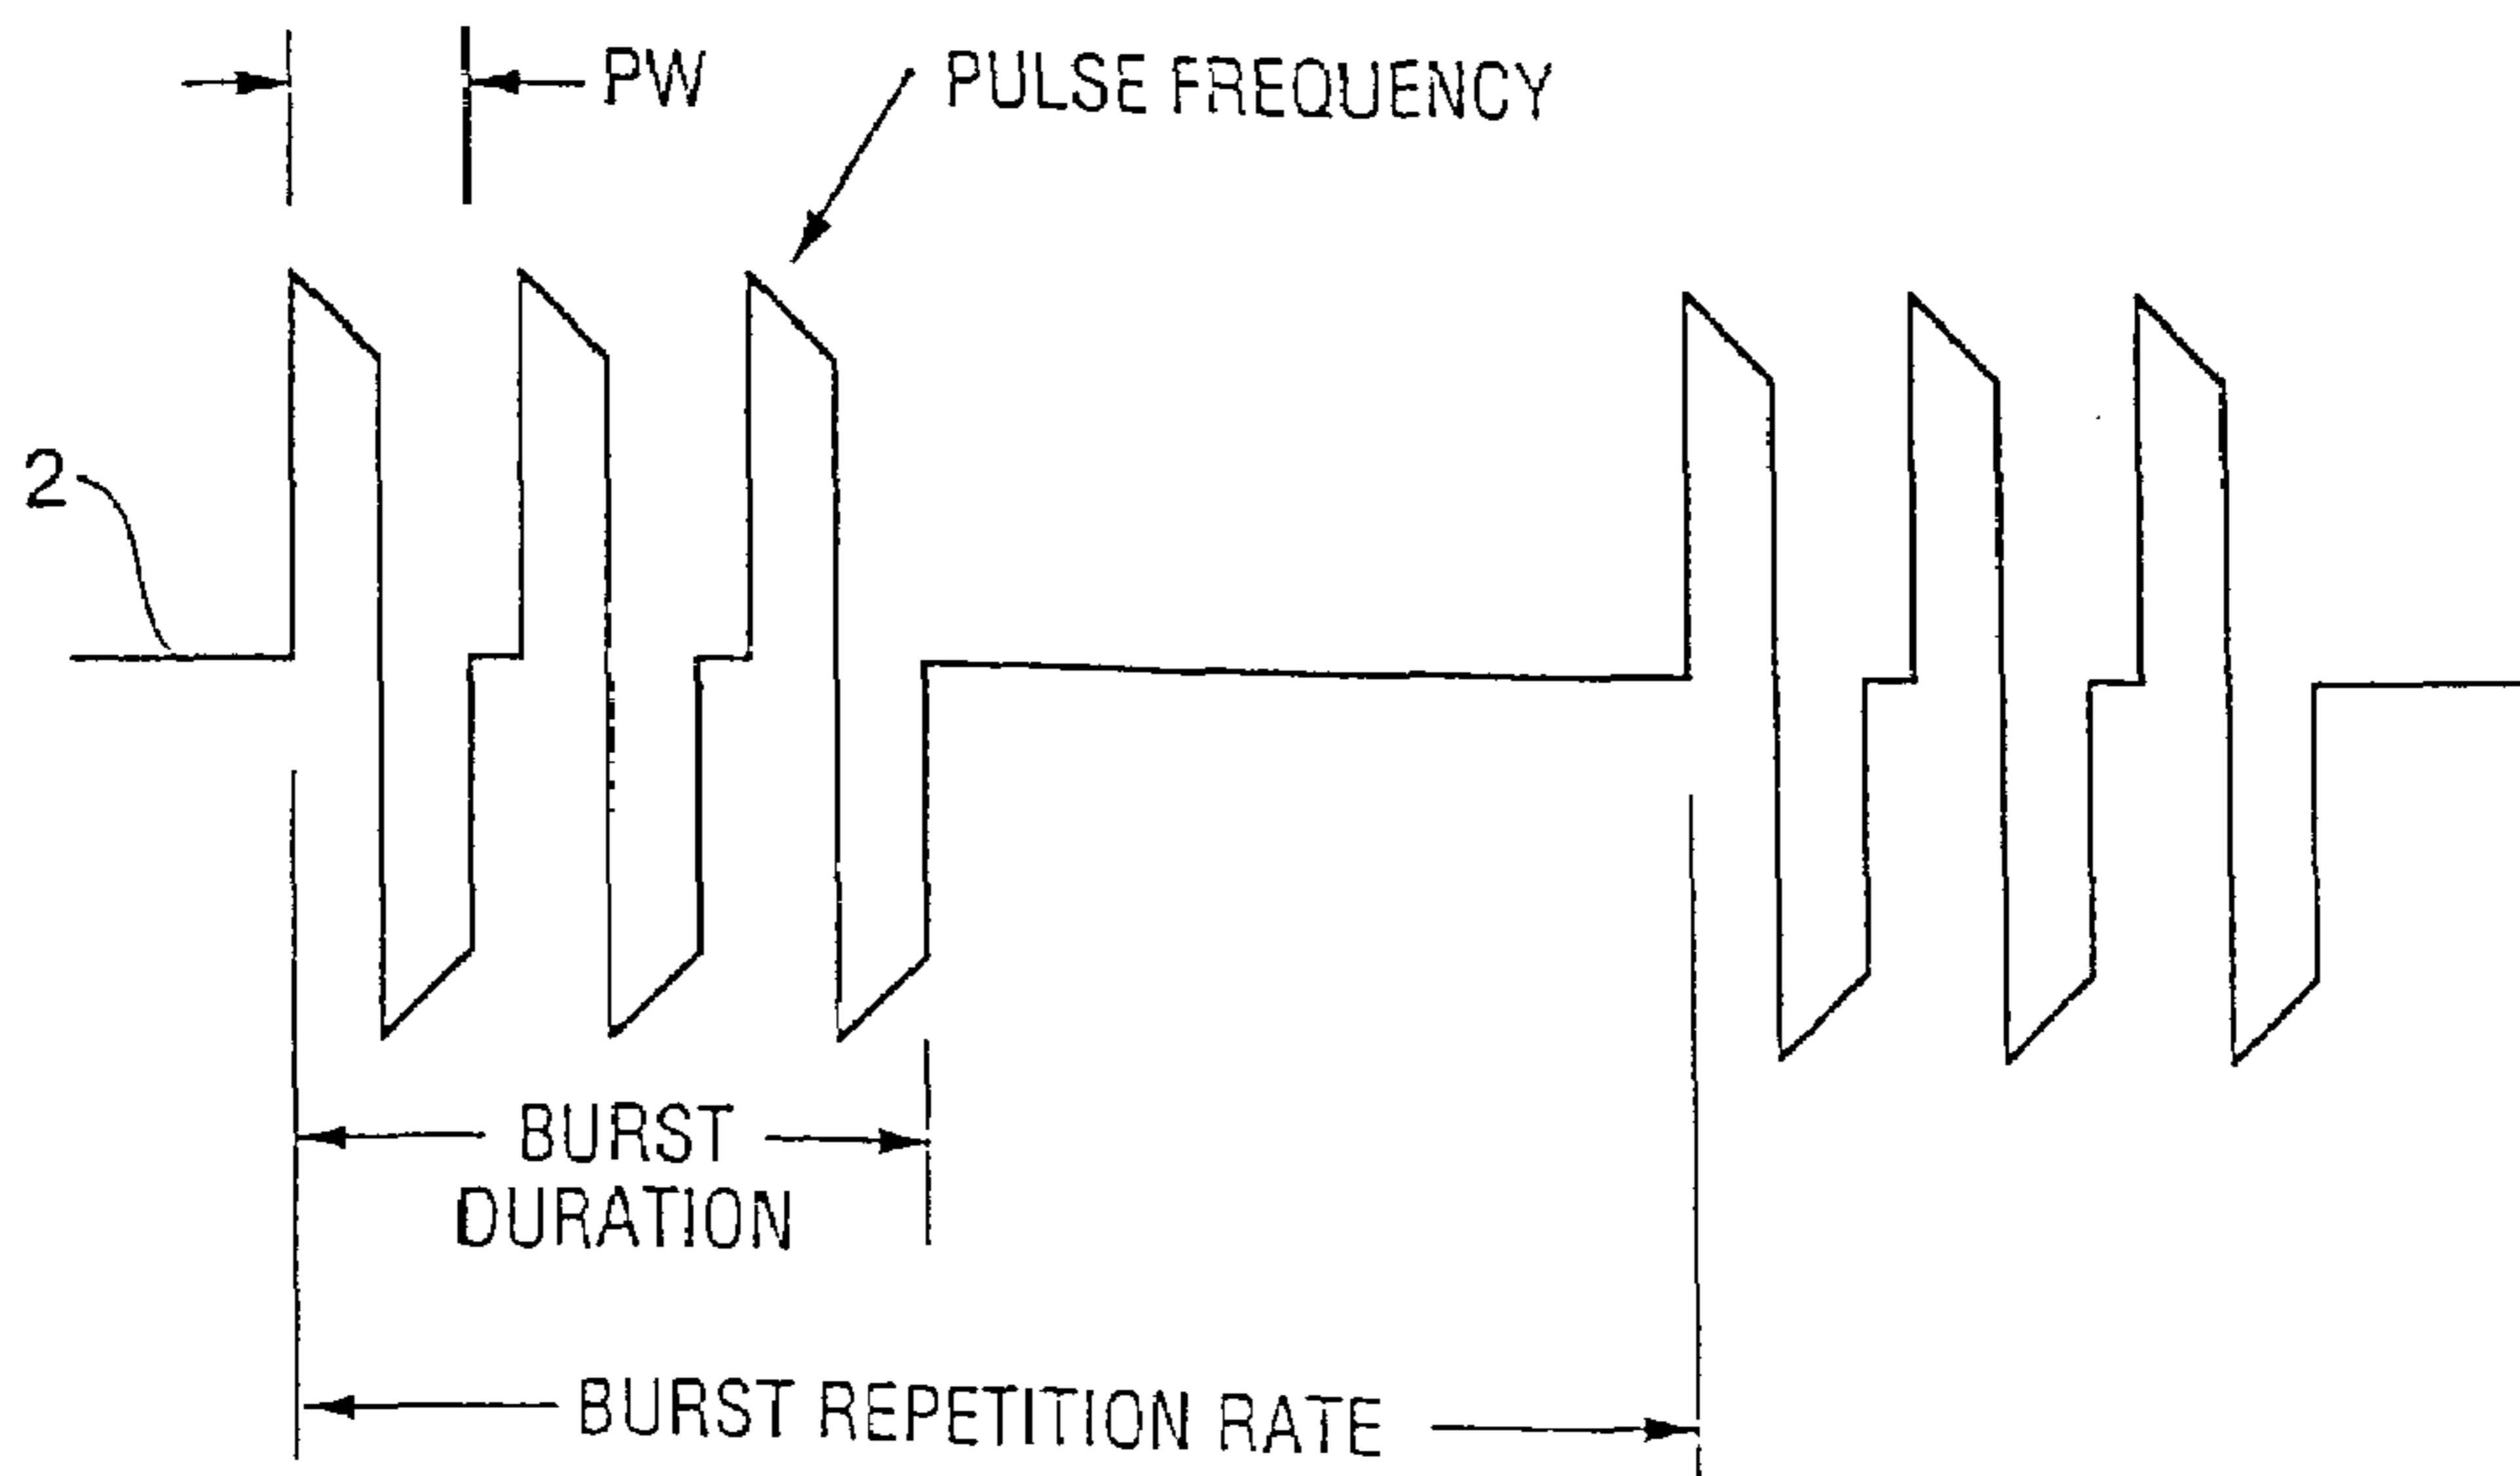 PW
PULSE FREQUENCY
2
BURST
DURATION
BURST REPETITION RATE